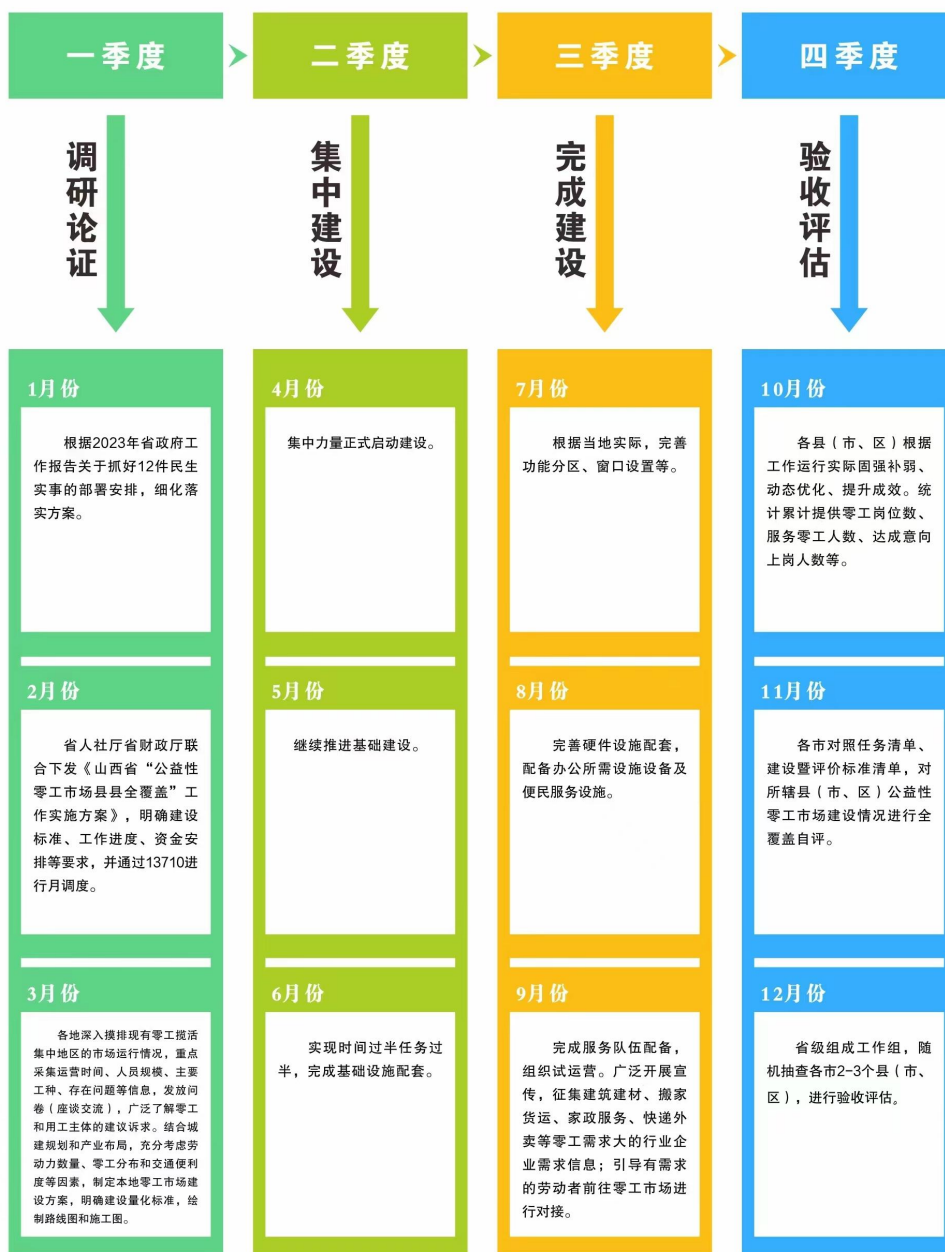 一季度
二季度
三季度
四季度
调研论证
集中建设
完成建设
验收评估
1月份
根据2023年省政府工
作报告关于抓好12件民生
实事的部署安排，细化落
实方案。
2月份
省人社厅省财政厅联
合下发《山西省“公益性
零工市场县县全覆盖”工
作实施方案》，明确建设
标准、工作进度、资金安
排等要求，并通过13710进
行月调度。
3月份
各地深入摸排现有零工揽活
集中地区的市场运行情况，重点
采集运营时间、人员规模、主要
工种、存在问题等信息，发放问
卷（座谈交流），广泛了解零工
和用工主体的建议诉求。结合城
建规划和产业布局，充分考虑劳
动力数量、零工分布和交通便利
度等因素，制定本地零工市场建
设方案，明确建设量化标准，绘
制路线图和施工图。
4月份
集中力量正式启动建设。
5月份
继续推进基础建设。
6月份
实现时间过半任务过
半，完成基础设施配套。
7月份
根据当地实际，完善
功能分区、窗口设置等。
8月份
完善硬件设施配套，
配备办公所需设施设备及
便民服务设施。
9月份
完成服务队伍配备，
组织试运营。广泛开展宣
传，征集建筑建材、搬家
货运、家政服务、快递外
卖等零工需求大的行业企
业需求信息；引导有需求
的劳动者前往零工市场进
行对接。
10月份
各县（市、区）根据
工作运行实际固强补弱、
动态优化、提升成效。统
计累计提供零工岗位数、
服务零工人数、达成意向
上岗人数等。
11月份
各市对照任务清单、
建设暨评价标准清单，对
所辖县（市、区）公益性
零工市场建设情况进行全
覆盖自评。
12月份
省级组成工作组，随
机抽查各市2-3个县（市、
区），进行验收评估。